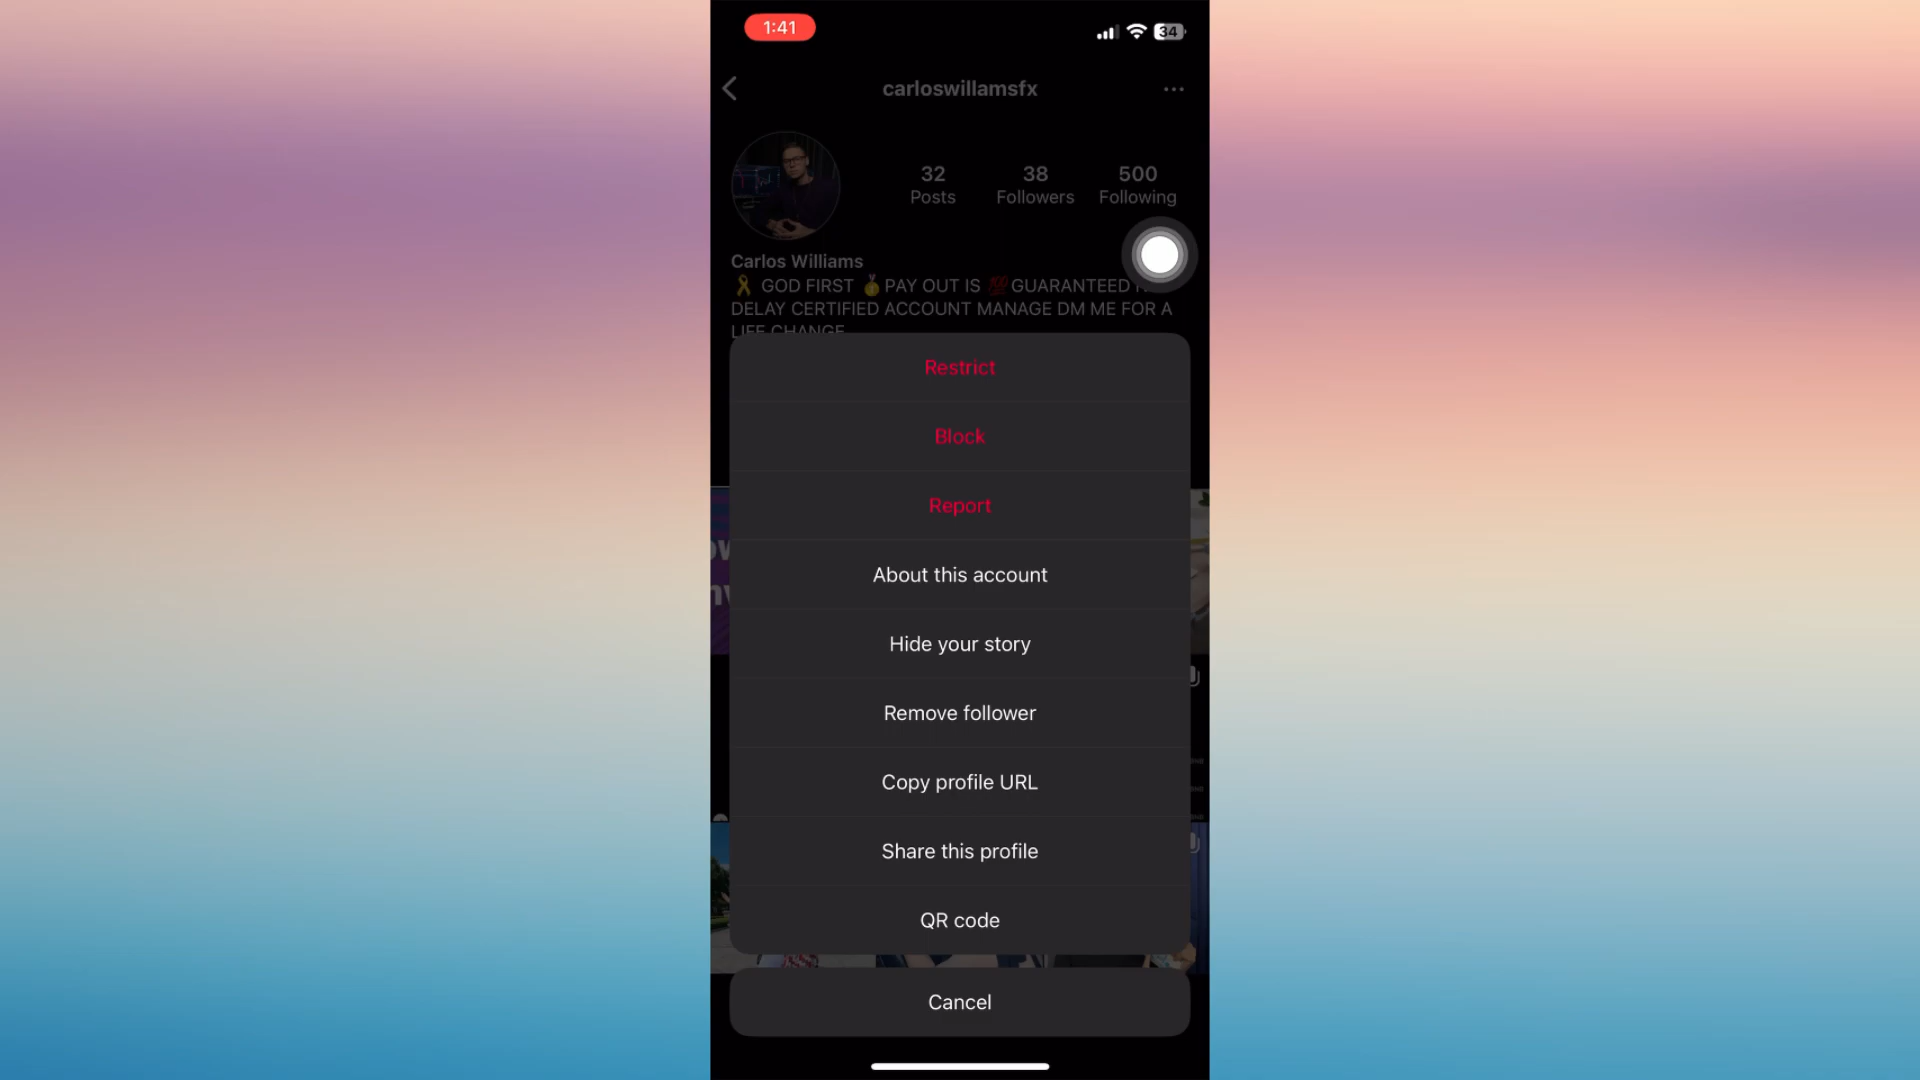 1:41
34
carloswillamsfx
32
38
500
Posts
Followers
Following
Carlos Williams
🎗 GOD FIRST 🏅PAY OUT IS 💯GUARANTEED
DELAY CERTIFIED ACCOUNT MANAGE DM ME FOR A
LIFE CHANGE
Restrict
Block
Report
About this account
Hide your story
Remove follower
Copy profile URL
Share this profile
QR code
Cancel